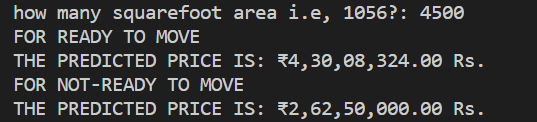 how many squarefoot area i.e, 1056?: 4500
FOR READY TO MOVE
THE PREDICTED PRICE IS: ₹4,30,08,324.00 Rs.
FOR NOT-READY TO MOVE
THE PREDICTED PRICE IS: ₹2,62,50,000.00 Rs.